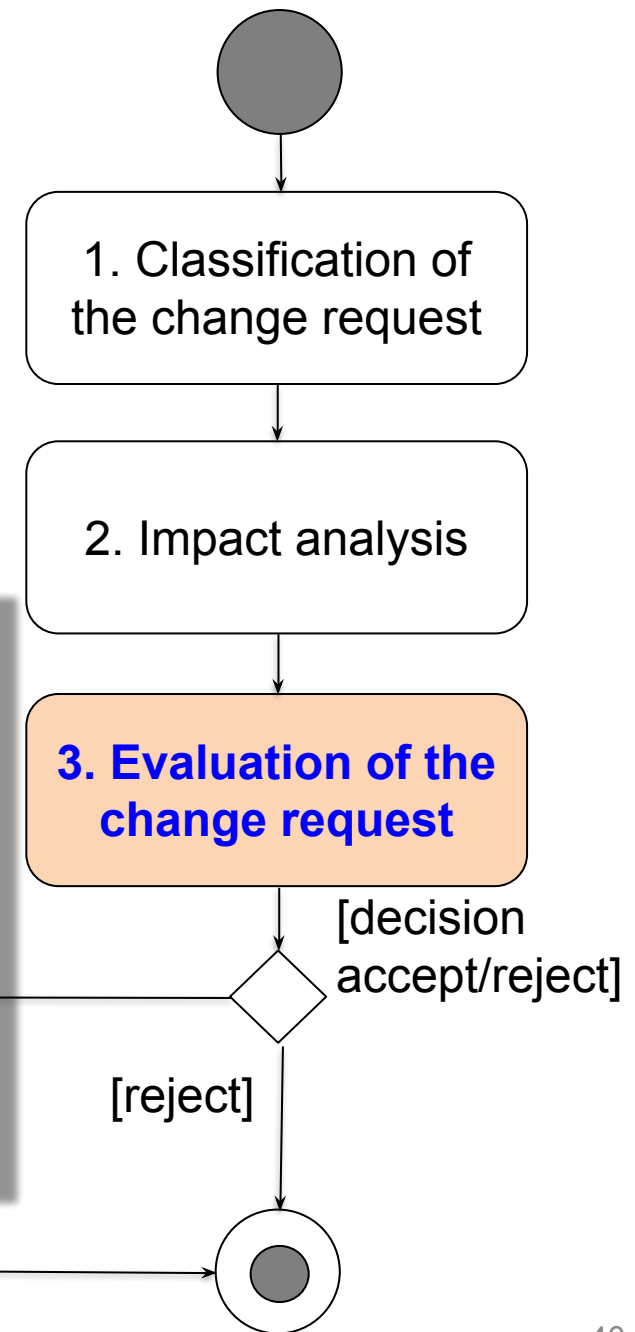 1. Classification of
the change request
2. Impact analysis
3. Evaluation of the
change request
[decision
accept/reject]
[reject]